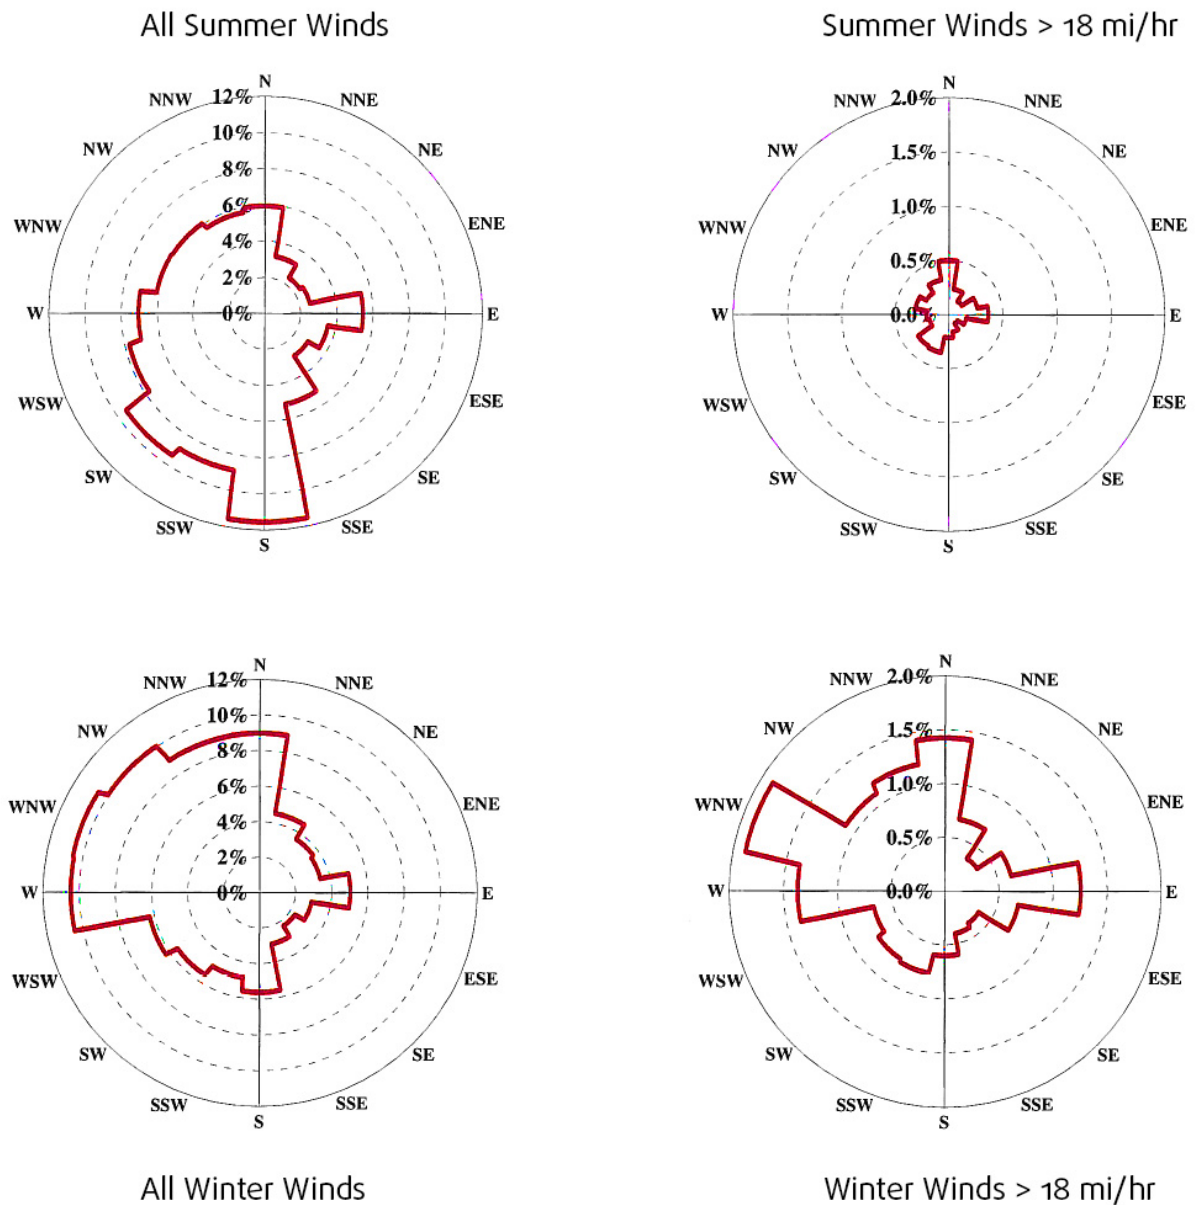 All Summer Winds
N
NNW
12%
NNE
10%
NW
NE
8%
6%
WNW
ENE
4%
2%
W
0%
E
WSW
ESE
SW
SE
SSW
SSE
S
Summer Winds > 18 mi/hr
N
NNW
2.0%
NNE
NW
1.5%
NE
1.0%
WNW
ENE
0.5%
W
0.0%
E
WSW
ESE
SW
SE
SSW
SSE
S
N
NNW
12%
NNE
10%
NW
NE
8%
6%
WNW
ENE
4%
2%
W
0%
E
WSW
ESE
SW
SE
SSW
SSE
S
All Winter Winds
N
2.0%
NNW
NNE
NW
1.5%
NE
1.0%
WNW
ENE
0.5%
W
0.0%
E
WSW
ESE
SW
SE
SSW
SSE
S
Winter Winds > 18 mi/hr